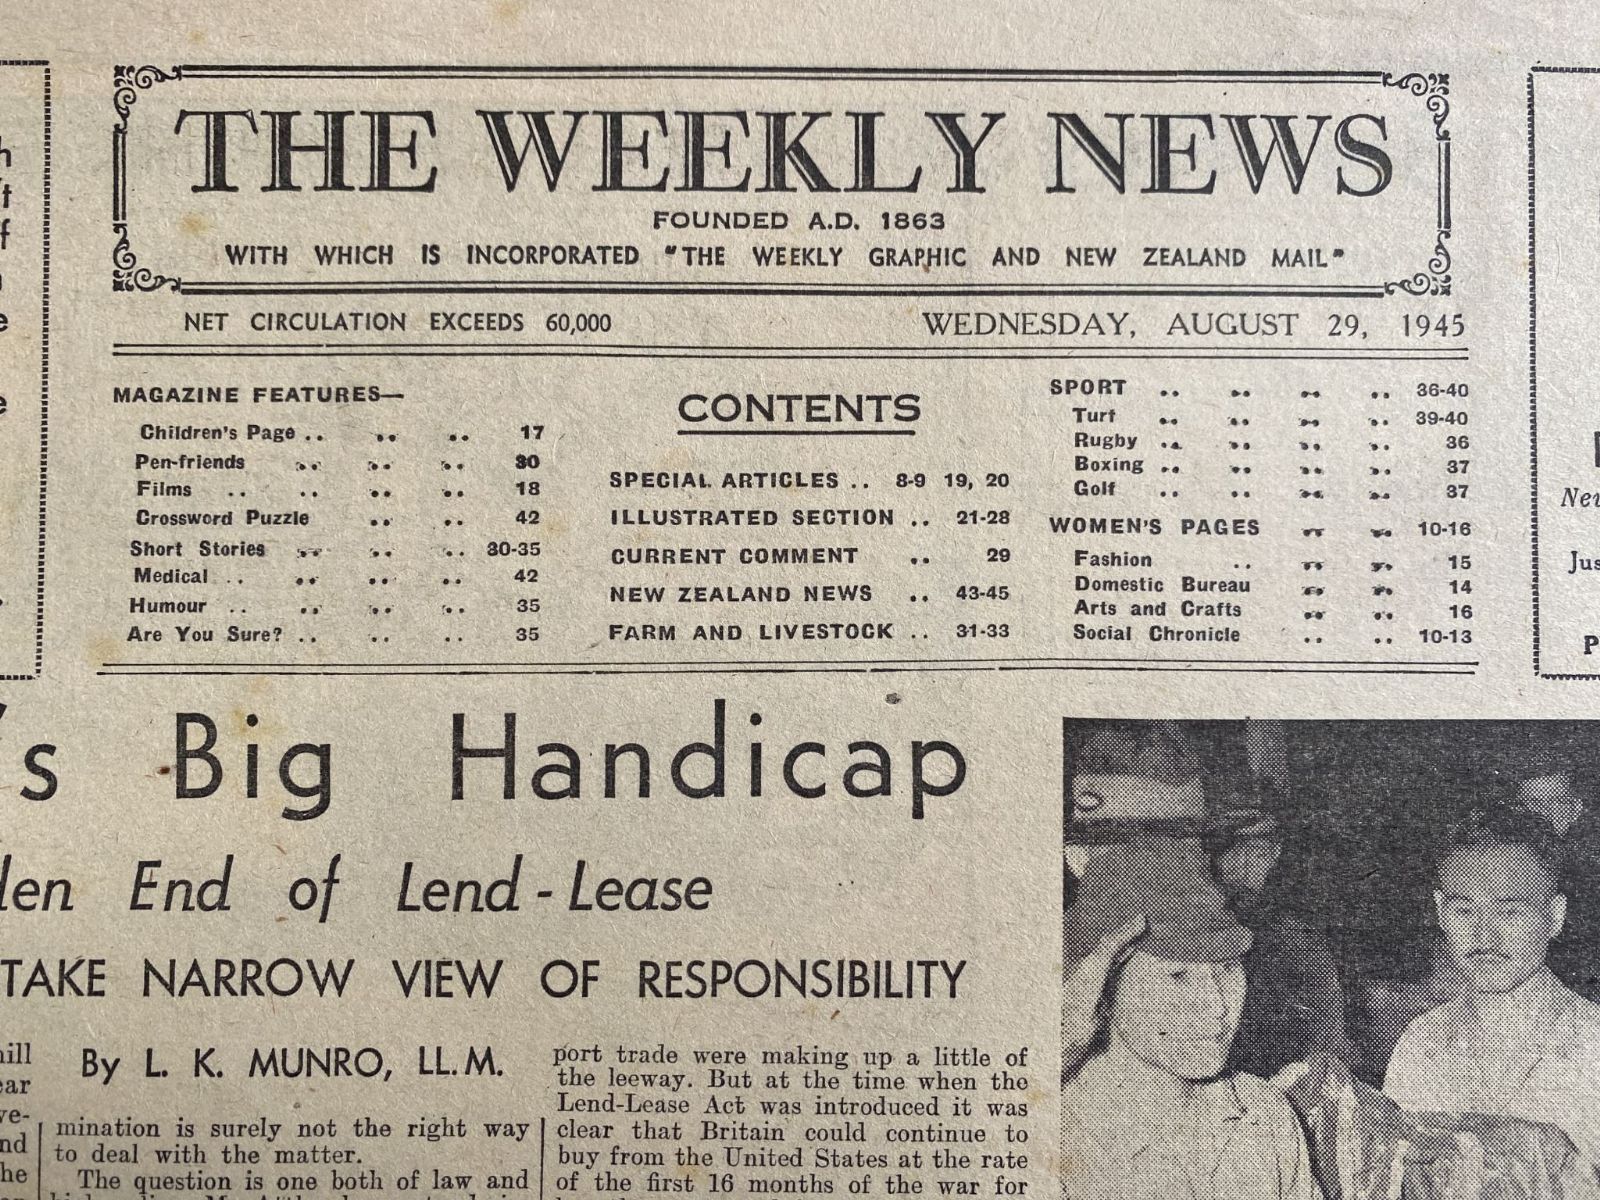 THE WEEKLY NEWS
FOUNDED A.D. 1863
WITH WHICH IS INCORPORATED "THE WEEKLY GRAPHIC AND NEW ZEALAND MAIL"
NET CIRCULATION EXCEEDS 60,000
WEDNESDAY, AUGUST 29, 1945
MAGAZINE FEATURES—
Children's Page .. .. .. 17
Pen-friends .. .. .. 30
Films .. .. .. .. 18
Crossword Puzzle .. .. 42
Short Stories .. .. .. 30-35
Medical .. .. .. .. 42
Humour .. .. .. .. 35
Are You Sure? .. .. .. 35
CONTENTS
SPECIAL ARTICLES .. 8-9 19, 20
ILLUSTRATED SECTION .. 21-28
CURRENT COMMENT .. 29
NEW ZEALAND NEWS .. 43-45
FARM AND LIVESTOCK .. 31-33
SPORT .. .. .. .. 36-40
Turf .. .. .. .. 39-40
Rugby .. .. .. .. 36
Boxing .. .. .. .. 37
Golf .. .. .. .. 37
WOMEN'S PAGES .. .. 10-16
Fashion .. .. .. 15
Domestic Bureau .. .. 14
Arts and Crafts .. .. 16
Social Chronicle .. .. 10-13
's Big Handicap
End of Lend-Lease
TAKE NARROW VIEW OF RESPONSIBILITY
By L. K. MUNRO, LL.M.
mination is surely not the right way
to deal with the matter.
The question is one both of law and
port trade were making up a little of
the leeway. But at the time when the
Lend-Lease Act was introduced it was
clear that Britain could continue to
buy from the United States at the rate
of the first 16 months of the war for